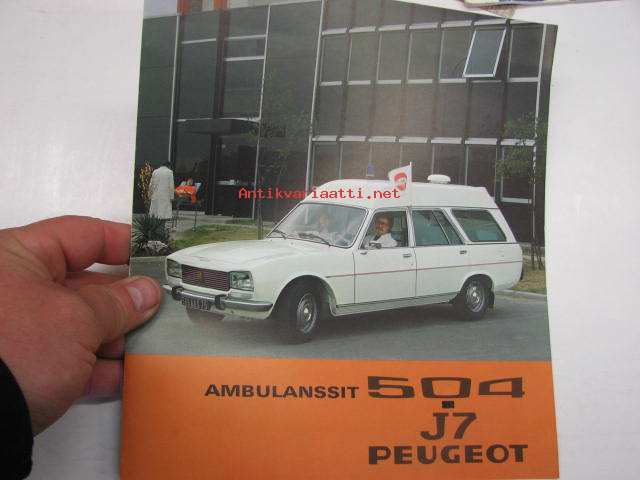 Antikvariaatti.net
AMBULANSSIT 504
J7
PEUGEOT